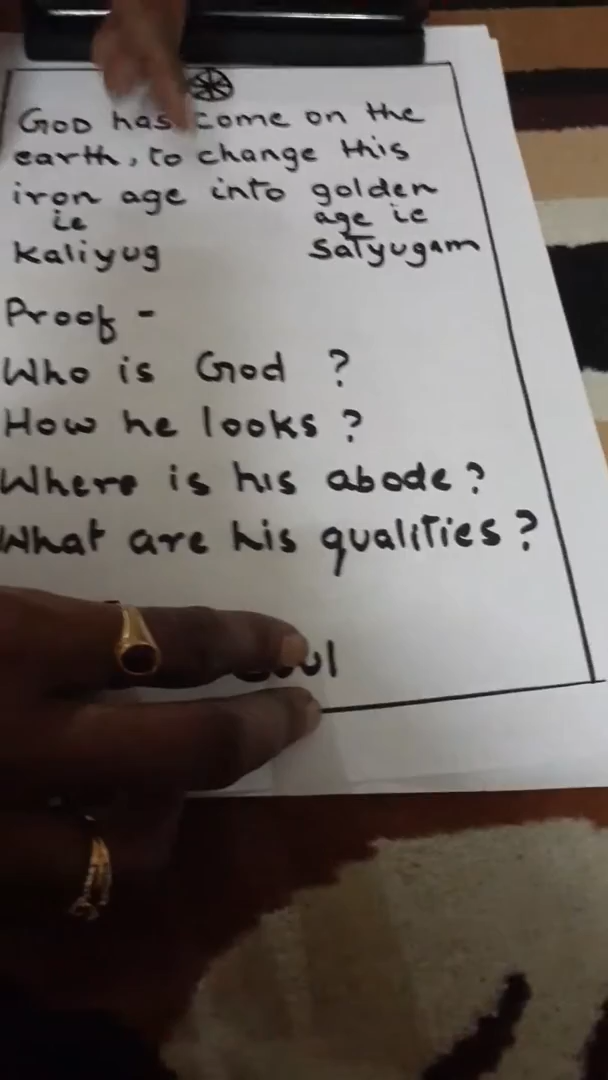 GOD has come on the
earth, to change this
iron age into golden
ie age ie
Kaliyug Satyugam
Proof -
Who is God ?
How he looks ?
Where is his abode ?
What are his qualities ?